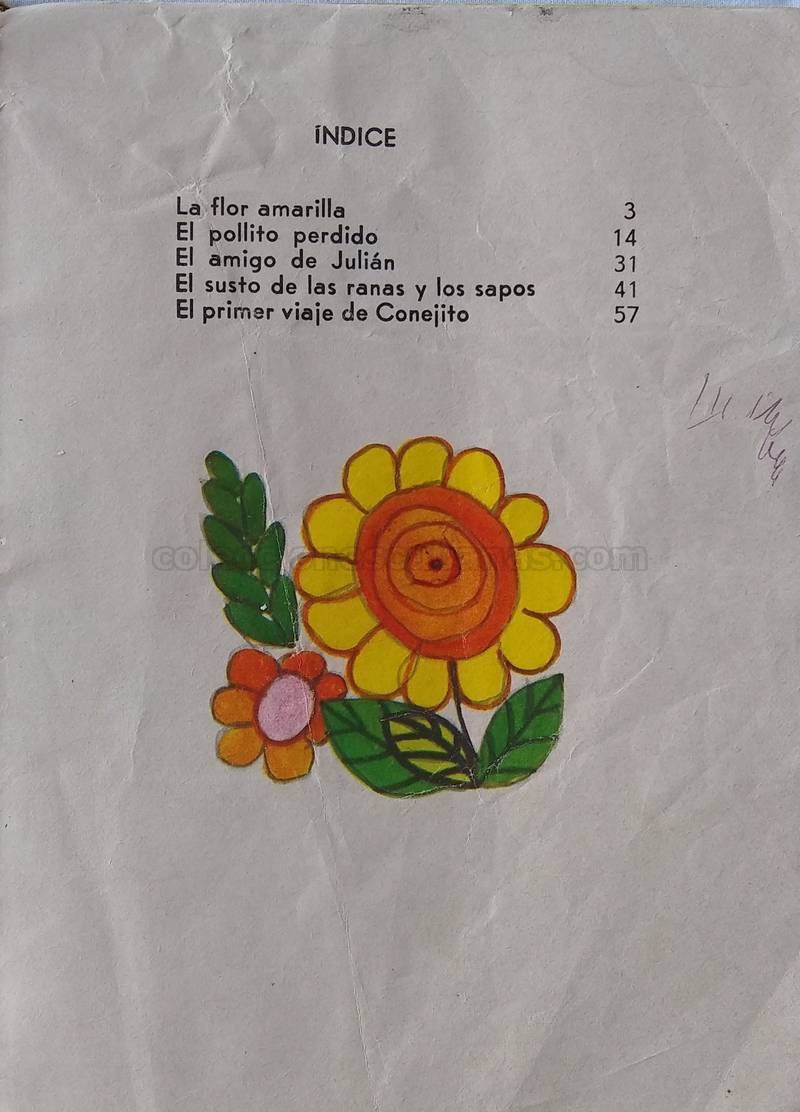 ÍNDICE
La flor amarilla 3
El pollito perdido 14
El amigo de Julián 31
El susto de las ranas y los sapos 41
El primer viaje de Conejito 57